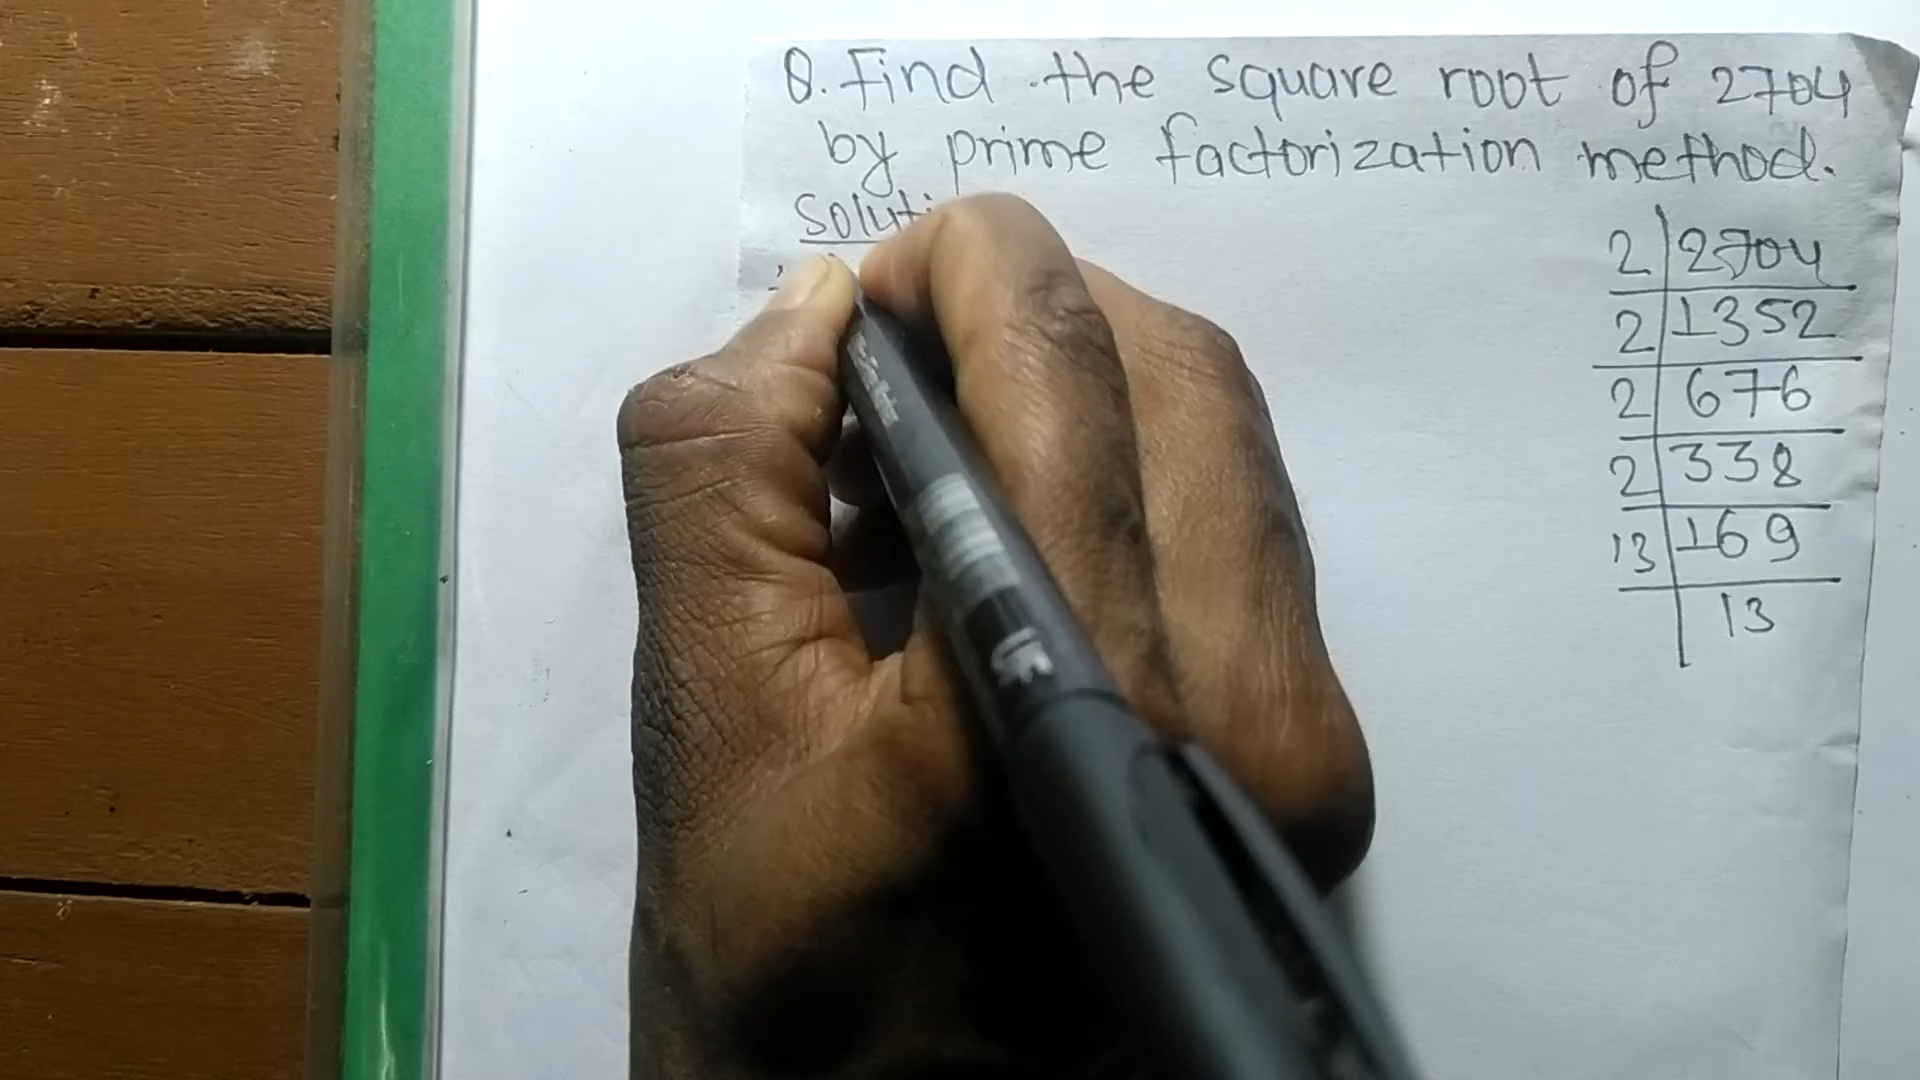 Q. Find the square root of 2704
by prime factorization method.
Soluti
2 2704
2 1352
2 676
2 338
13 169
13